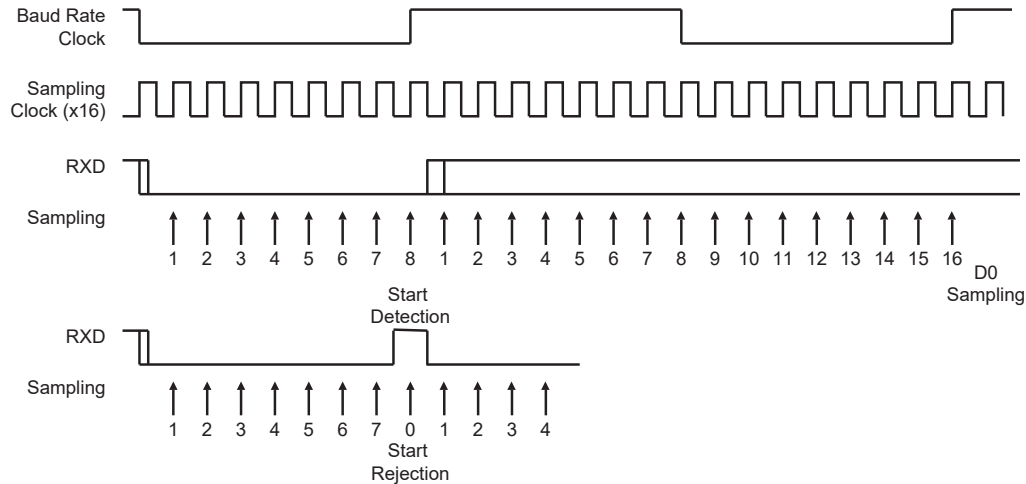 Baud Rate
Clock
Sampling
Clock (x16)
RXD
Sampling
1 2 3 4 5 6 7 8 1 2 3 4 5 6 7 8 9 10 11 12 13 14 15 16
D0
Sampling
Start
Detection
RXD
Sampling
1 2 3 4 5 6 7 0 1 2 3 4
Start
Rejection